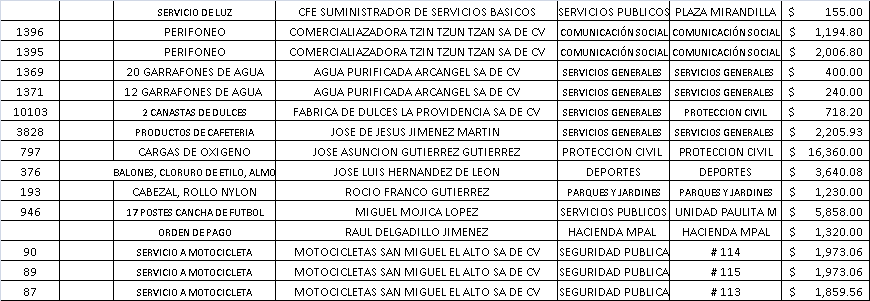 SERVICIO DE LUZ CFE SUMINISTRADOR DE SERVICIOS BASICOS SERVICIOS PUBLICOS PLAZA MIRANDILLA $ 155.00
1396 PERIFONEO COMERCIALIAZADORA TZIN TZUN TZAN SA DE CV COMUNICACIÓN SOCIAL COMUNICACIÓN SOCIAL $ 1,194.80
1395 PERIFONEO COMERCIALIAZADORA TZIN TZUN TZAN SA DE CV COMUNICACIÓN SOCIAL COMUNICACIÓN SOCIAL $ 2,006.80
1369 20 GARRAFONES DE AGUA AGUA PURIFICADA ARCANGEL SA DE CV SERVICIOS GENERALES SERVICIOS GENERALES $ 400.00
1371 12 GARRAFONES DE AGUA AGUA PURIFICADA ARCANGEL SA DE CV SERVICIOS GENERALES SERVICIOS GENERALES $ 240.00
10103 2 CANASTAS DE DULCES FABRICA DE DULCES LA PROVIDENCIA SA DE CV PROTECCION CIVIL $ 718.20
3828 PRODUCTOS DE CAFETERIA JOSE DE JESUS JIMENEZ MARTIN SERVICIOS GENERALES SERVICIOS GENERALES $ 2,205.93
797 CARGAS DE OXIGENO JOSE ASUNCION GUTIERREZ GUTIERREZ PROTECCION CIVIL PROTECCION CIVIL $ 16,360.00
376 BALONES, CLORURO DE ETILO, ALMO JOSE LUIS HERNANDEZ DE LEON DEPORTES DEPORTES $ 3,640.08
193 CABEZAL, ROLLO NYLON ROCIO FRANCO GUTIERREZ PARQUES Y JARDINES PARQUES Y JARDINES $ 1,230.00
946 17 POSTES CANCHA DE FUTBOL MIGUEL MOJICA LOPEZ SERVICIOS PUBLICOS UNIDAD PAULITA M $ 5,858.00
ORDEN DE PAGO RAUL DELGADILLO JIMENEZ HACIENDA MPAL HACIENDA MPAL $ 1,320.00
90 SERVICIO A MOTOCICLETA MOTOCICLETAS SAN MIGUEL EL ALTO SA DE CV SEGURIDAD PUBLICA # 114 $ 1,973.06
89 SERVICIO A MOTOCICLETA MOTOCICLETAS SAN MIGUEL EL ALTO SA DE CV SEGURIDAD PUBLICA # 115 $ 1,973.06
87 SERVICIO A MOTOCICLETA MOTOCICLETAS SAN MIGUEL EL ALTO SA DE CV SEGURIDAD PUBLICA # 113 $ 1,859.56